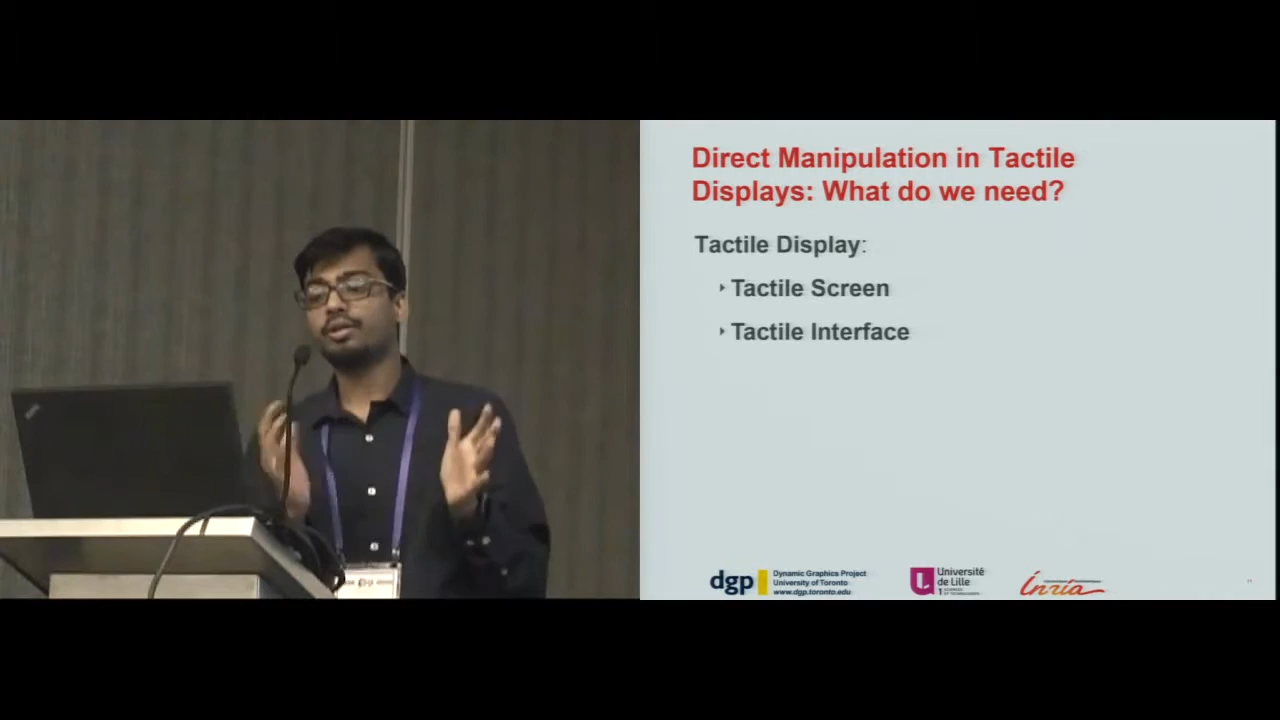 Direct Manipulation in Tactile
Displays: What do we need?
Tactile Display:
Tactile Screen
Tactile Interface
dgp
Dynamic Graphics Project
University of Toronto
www.dgp.toronto.edu
Université
de Lille
Inria